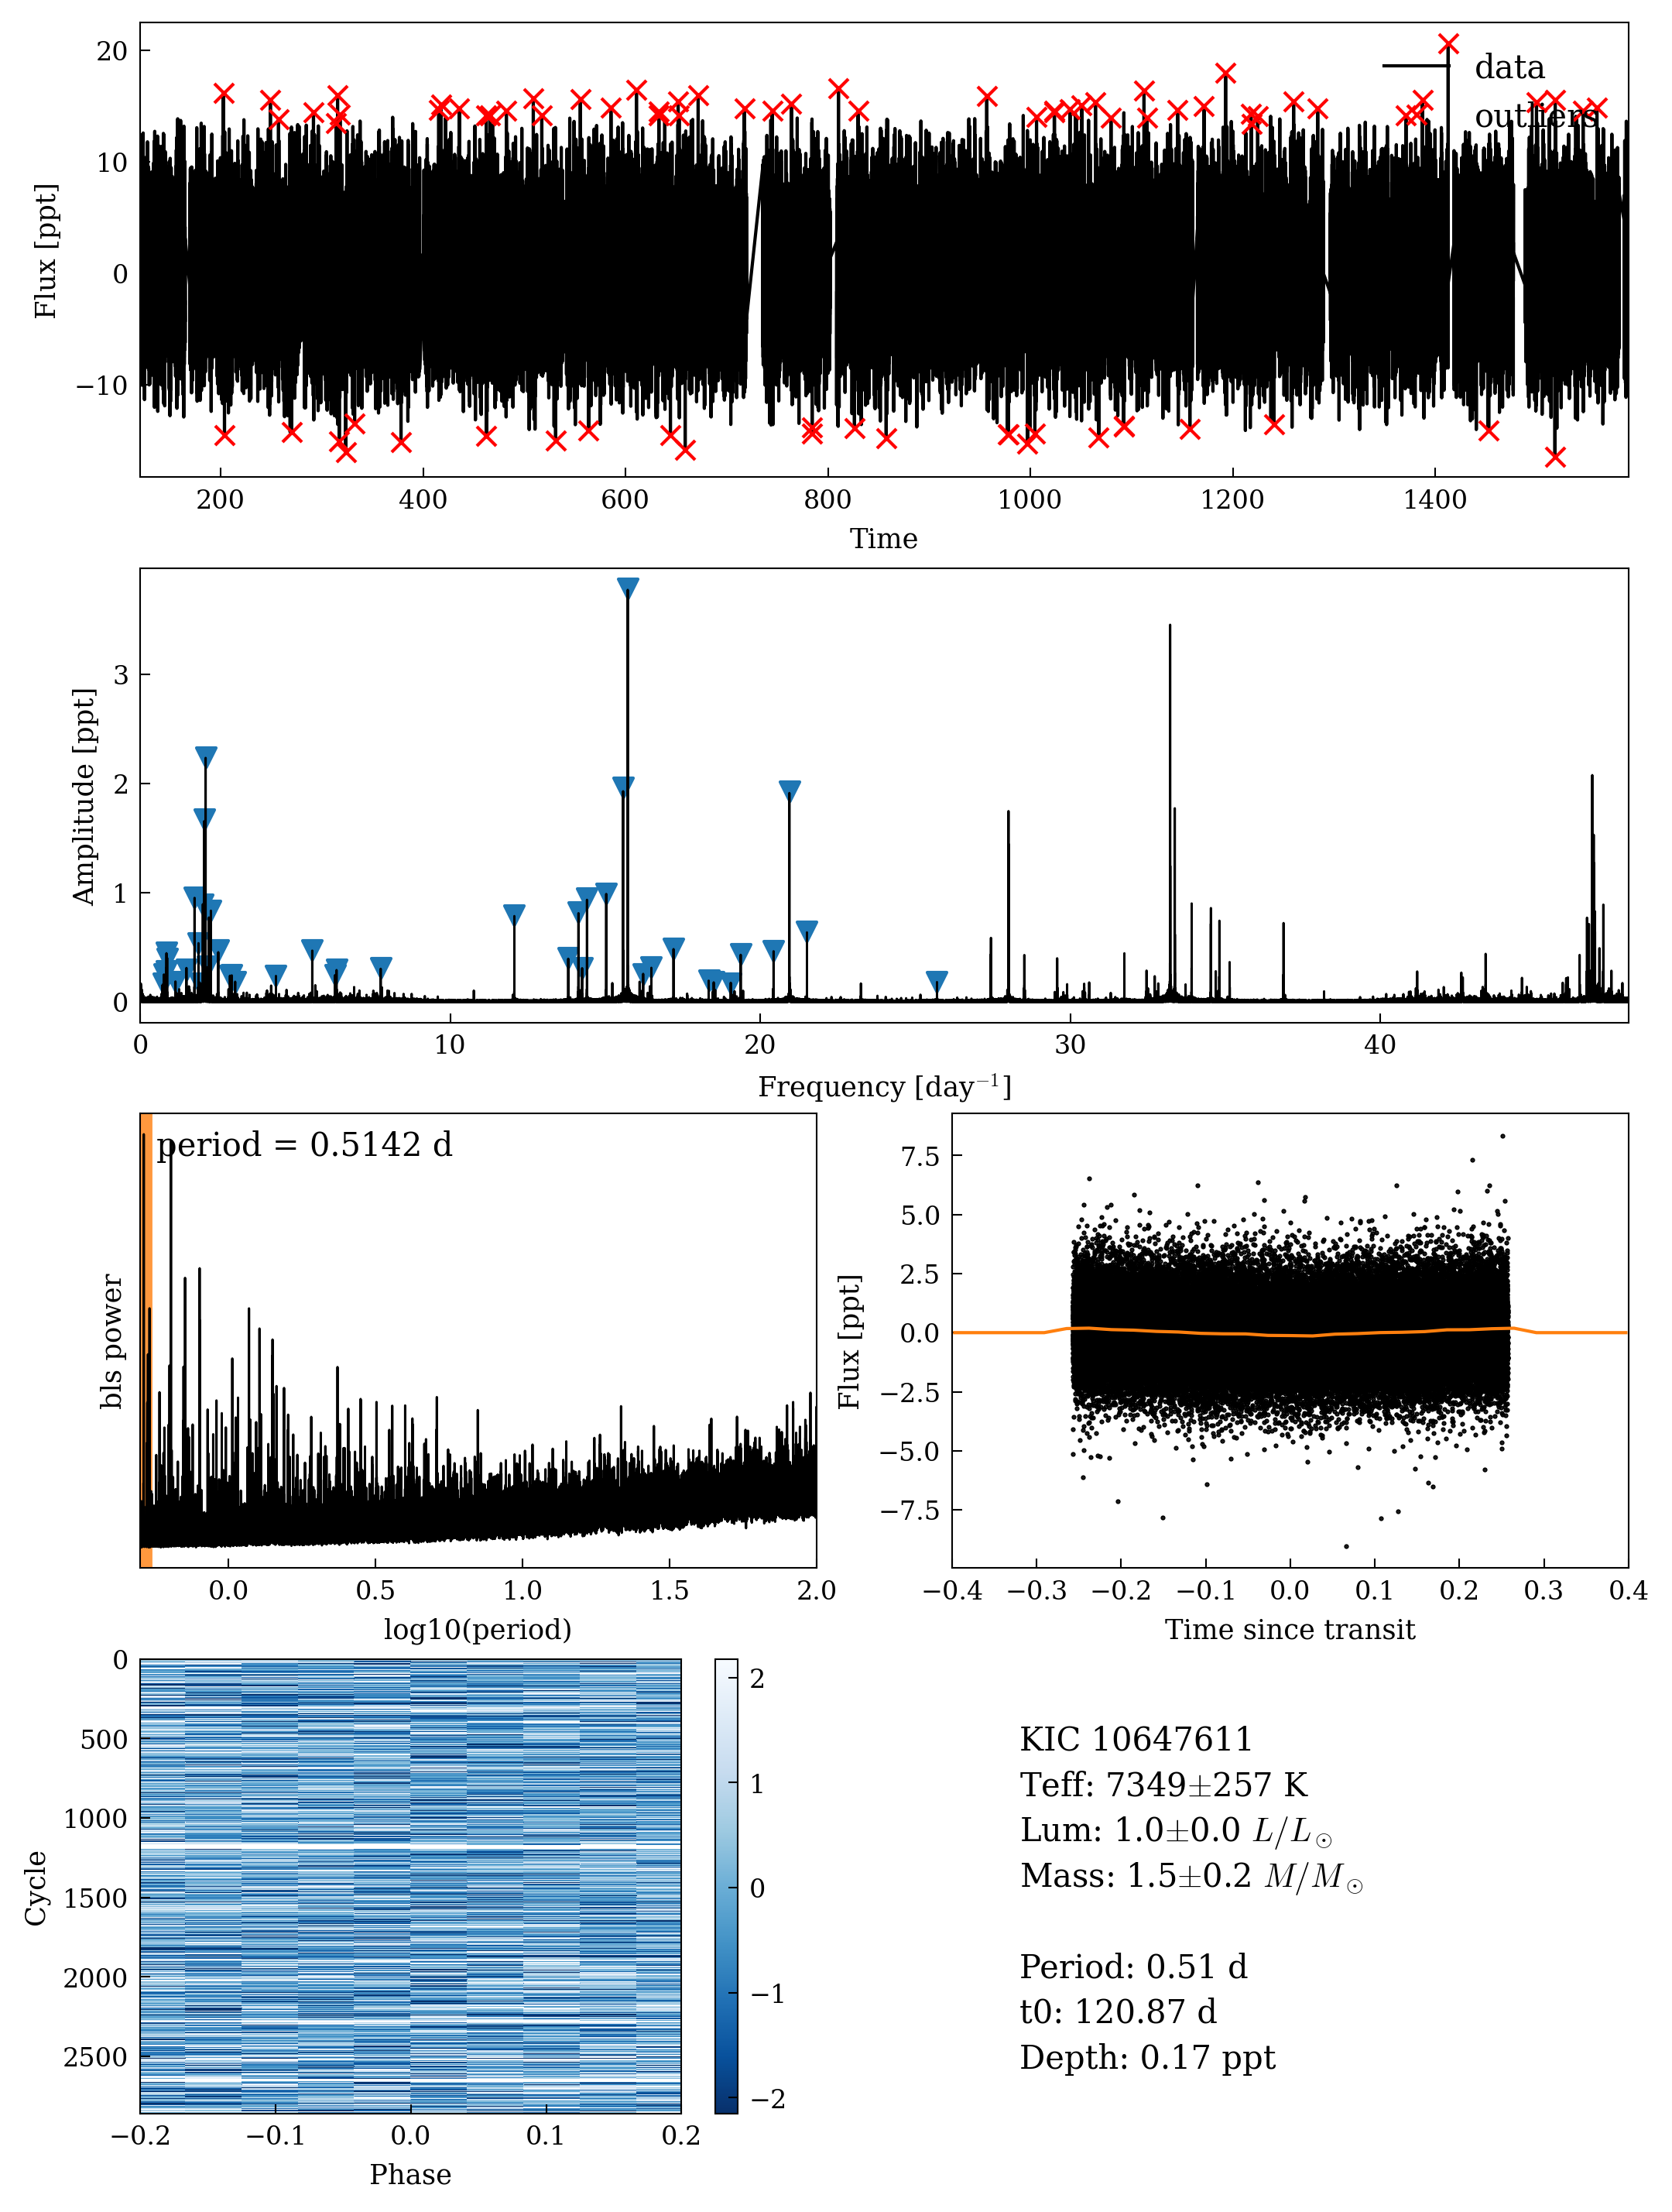 20
10
0
−10
Flux [ppt]
data
outliers
200 400 600 800 1000 1200 1400
Time
3
2
1
0
Amplitude [ppt]
0 10 20 30 40
Frequency [day⁻¹]
period = 0.5142 d
bls power
0.0 0.5 1.0 1.5 2.0
log10(period)
7.5
5.0
2.5
0.0
−2.5
−5.0
−7.5
Flux [ppt]
−0.4 −0.3 −0.2 −0.1 0.0 0.1 0.2 0.3 0.4
Time since transit
0
500
1000
1500
2000
2500
Cycle
−0.2 −0.1 0.0 0.1 0.2
Phase
2
1
0
−1
−2
KIC 10647611
Teff: 7349±257 K
Lum: 1.0±0.0 L/L☉
Mass: 1.5±0.2 M/M☉
Period: 0.51 d
t0: 120.87 d
Depth: 0.17 ppt